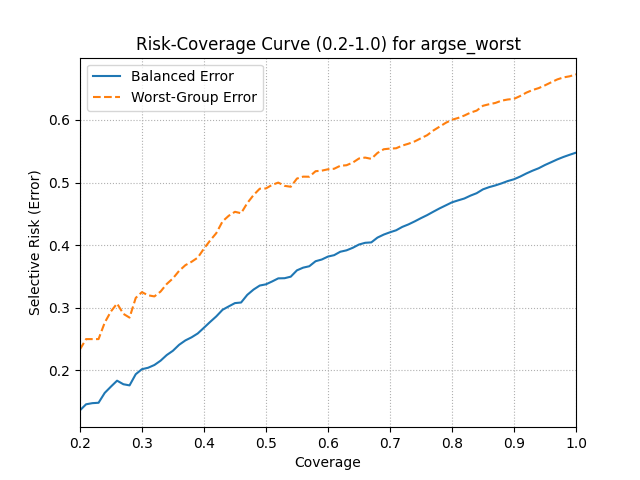 Risk-Coverage Curve (0.2-1.0) for argse_worst
Balanced Error
Worst-Group Error
Selective Risk (Error)
0.6
0.5
0.4
0.3
0.2
0.2 0.3 0.4 0.5 0.6 0.7 0.8 0.9 1.0
Coverage